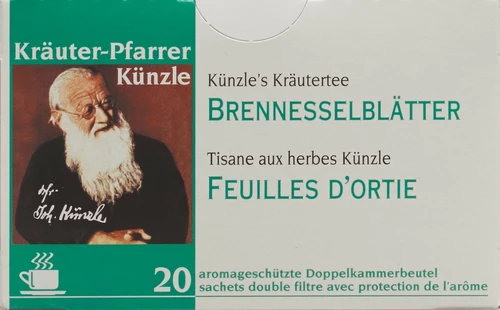 Kräuter-Pfarrer
Künzle
Künzle's Kräutertee
BRENNESSELBLÄTTER
Tisane aux herbes Künzle
FEUILLES D'ORTIE
Pfr.
Joh. Künzle
20 aromageschützte Doppelkammerbeutel
sachets double filtre avec protection de l'arôme